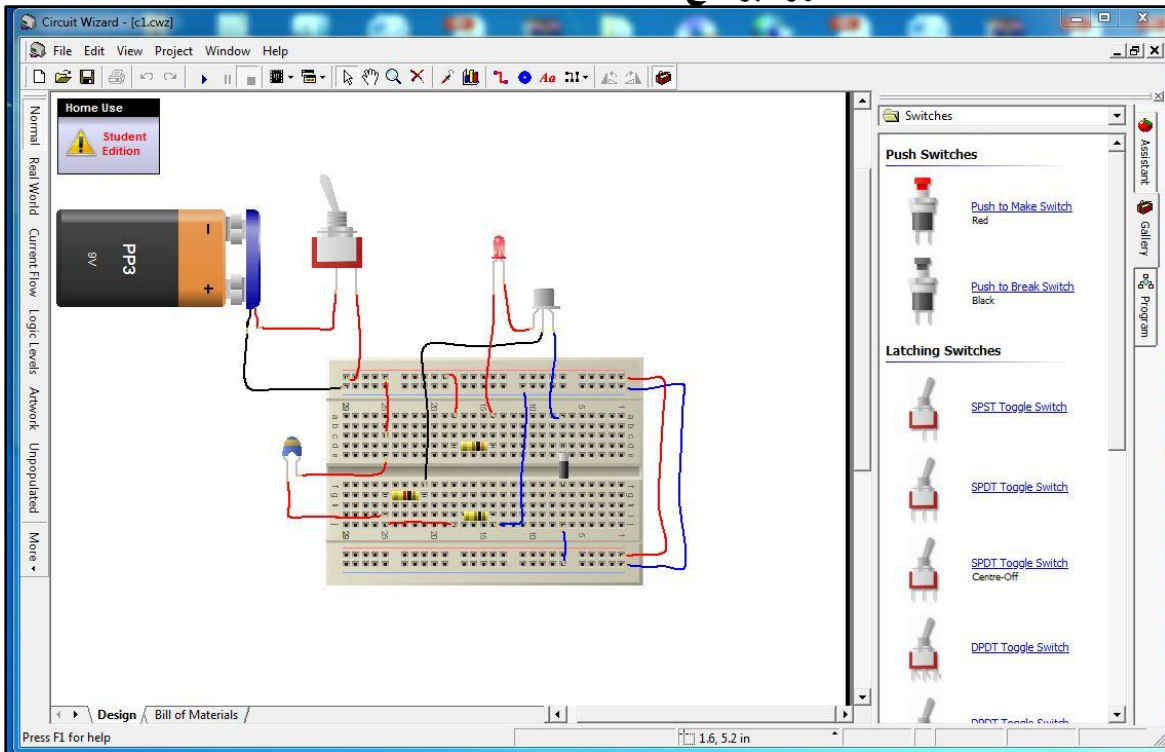 Circuit Wizard - [c1.cwz]
File Edit View Project Window Help
Normal
Real World
Current Flow
Logic Levels
Artwork
Unpopulated
More
Home Use
Student
Edition
PP3
9V
Switches
Push Switches
Push to Make Switch
Red
Push to Break Switch
Black
Latching Switches
SPST Toggle Switch
SPDT Toggle Switch
SPDT Toggle Switch
Centre-Off
DPDT Toggle Switch
DPDT Toggle Switch
Assistant
Gallery
Program
Design
Bill of Materials
Press F1 for help
1.6, 5.2 in